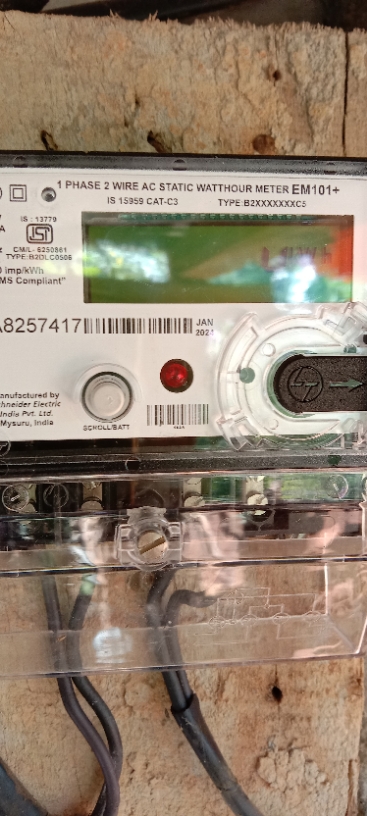 1 PHASE 2 WIRE AC STATIC WATTHOUR METER EM101+
IS 15959 CAT-C3 TYPE:B2XXXXXXXC5
IS : 13779
CM/L- 6250861
TYPE:B2DLC0506
imp/kWh
MS Compliant"
A8257417
JAN
2021
anufactured by
hneider Electric
India Pvt. Ltd.
Mysuru, India
SCROLL/BATT